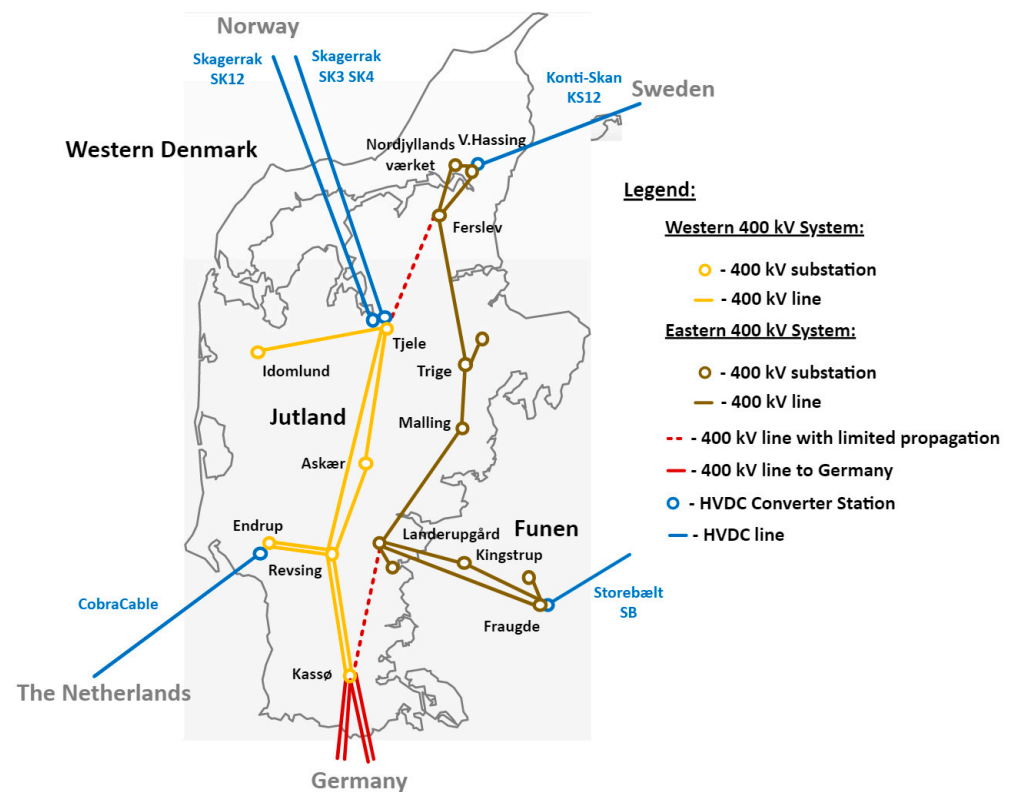 Norway
Skagerrak
SK12
Skagerrak
SK3 SK4
Konti-Skan
KS12
Sweden
Western Denmark
Nordjyllands
værket
V.Hassing
Ferslev
Tjele
Idomlund
Trige
Jutland
Malling
Askær
Endrup
Revsing
Landerupgård
Funen
Kingstrup
Fraugde
Storebælt
SB
CobraCable
Kassø
The Netherlands
Germany
Legend:
Western 400 kV System:
- 400 kV substation
- 400 kV line
Eastern 400 kV System:
- 400 kV substation
- 400 kV line
- 400 kV line with limited propagation
- 400 kV line to Germany
- HVDC Converter Station
- HVDC line